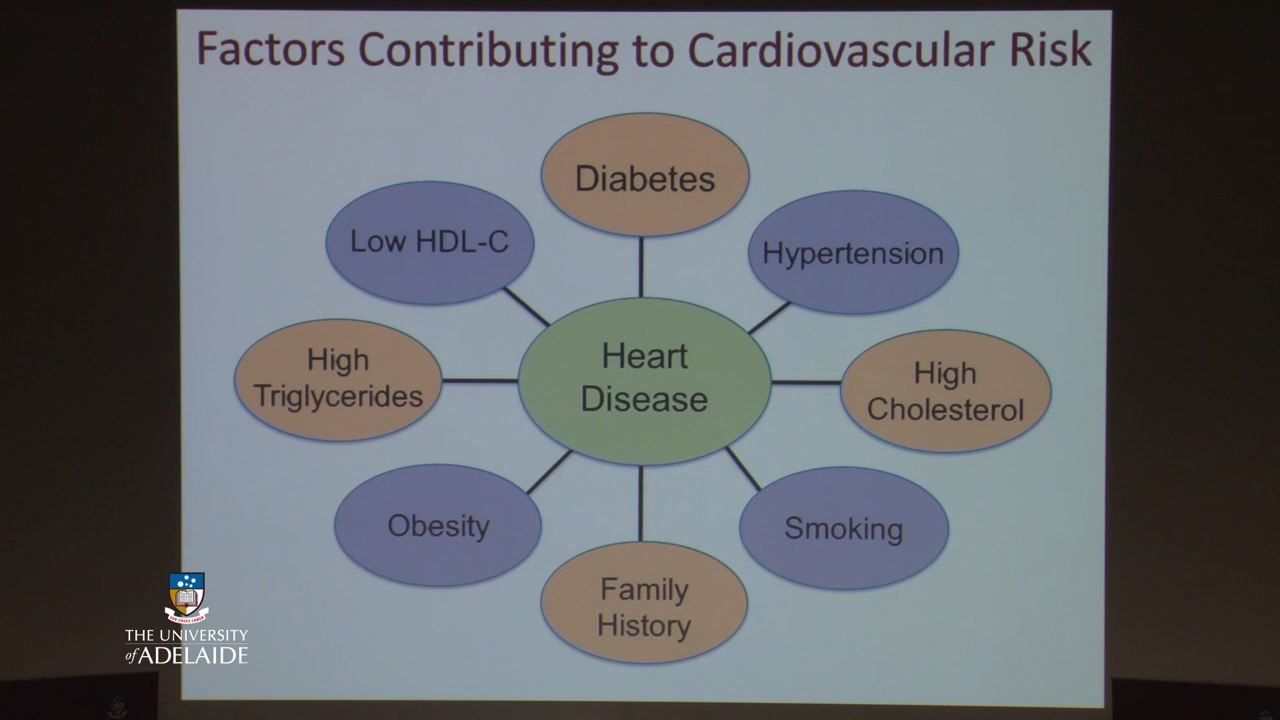 Factors Contributing to Cardiovascular Risk
Diabetes
Low HDL-C
Hypertension
High
Triglycerides
Heart
Disease
High
Cholesterol
Obesity
Smoking
Family
History
THE UNIVERSITY
of ADELAIDE